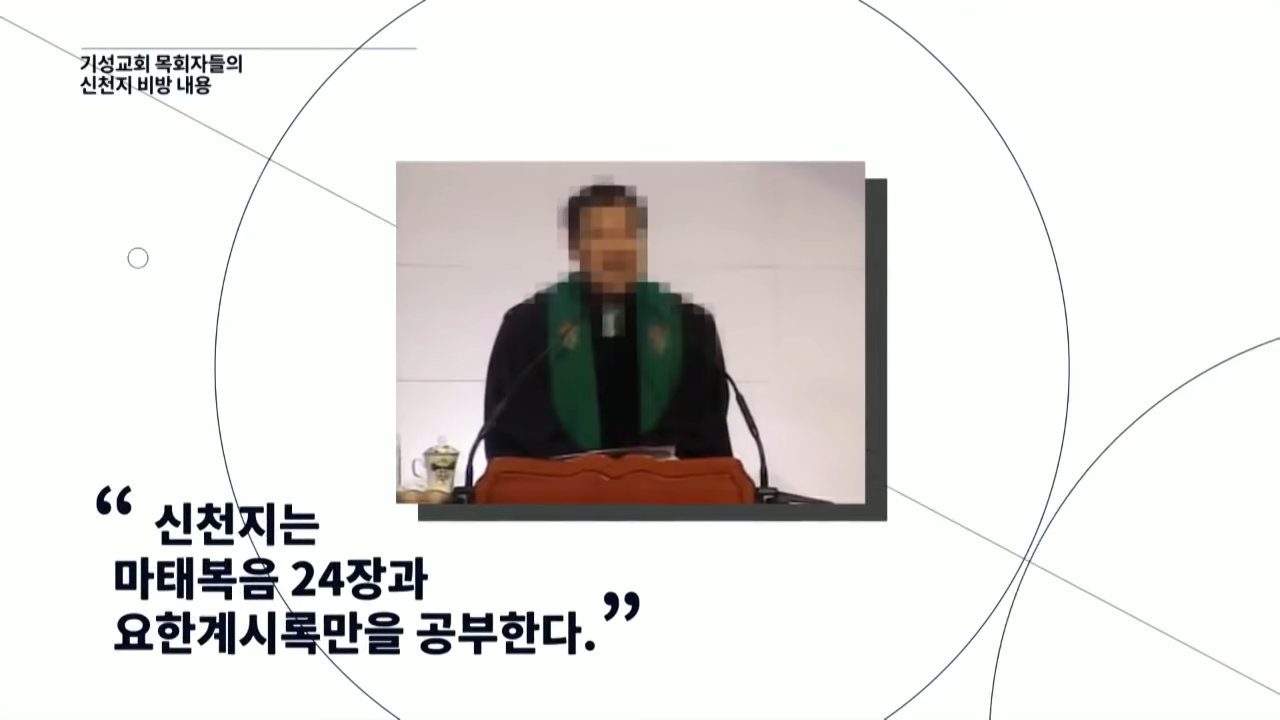 기성교회 목회자들의
신천지 비방 내용
“ 신천지는
마태복음 24장과
요한계시록만을 공부한다. ”